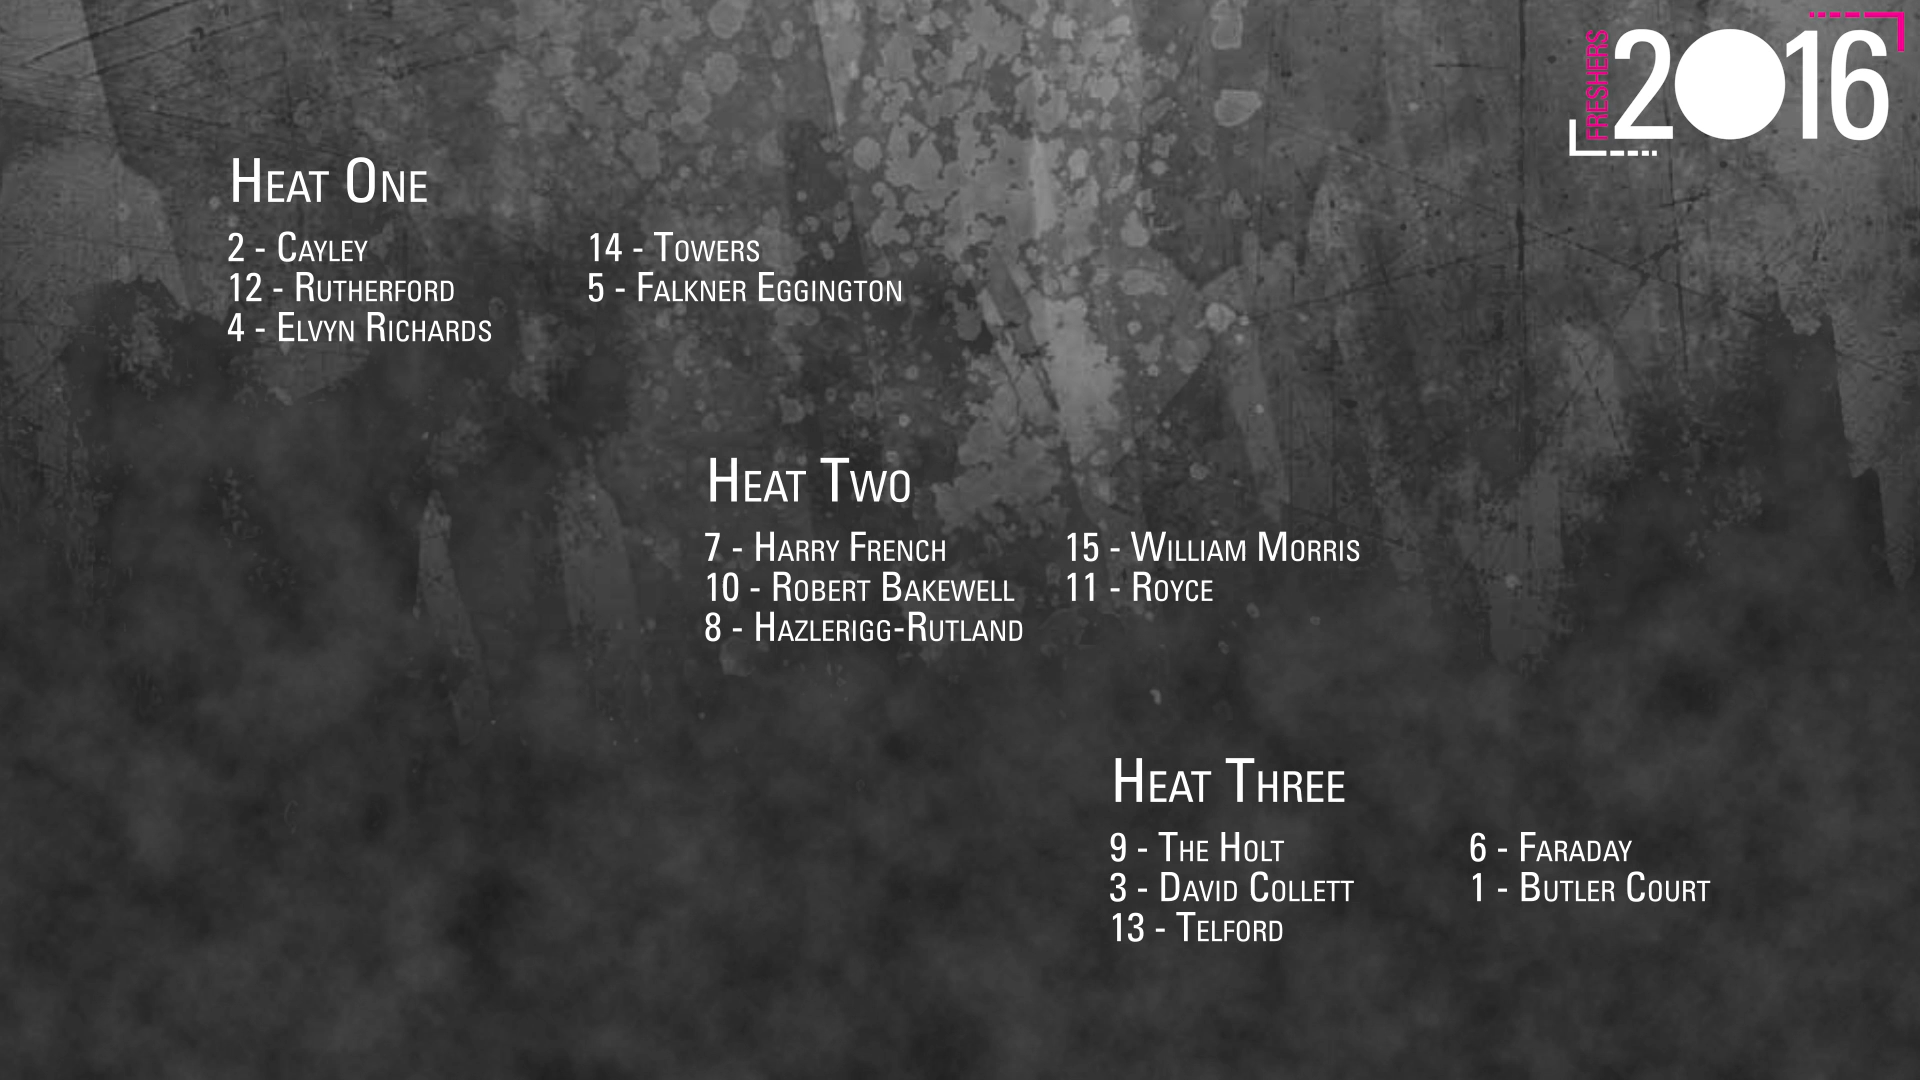 FRESHERS
2016
Heat One
2 - Cayley
12 - Rutherford
4 - Elvyn Richards
14 - Towers
5 - Falkner Eggington
Heat Two
7 - Harry French
10 - Robert Bakewell
8 - Hazlerigg-Rutland
15 - William Morris
11 - Royce
Heat Three
9 - The Holt
3 - David Collett
13 - Telford
6 - Faraday
1 - Butler Court